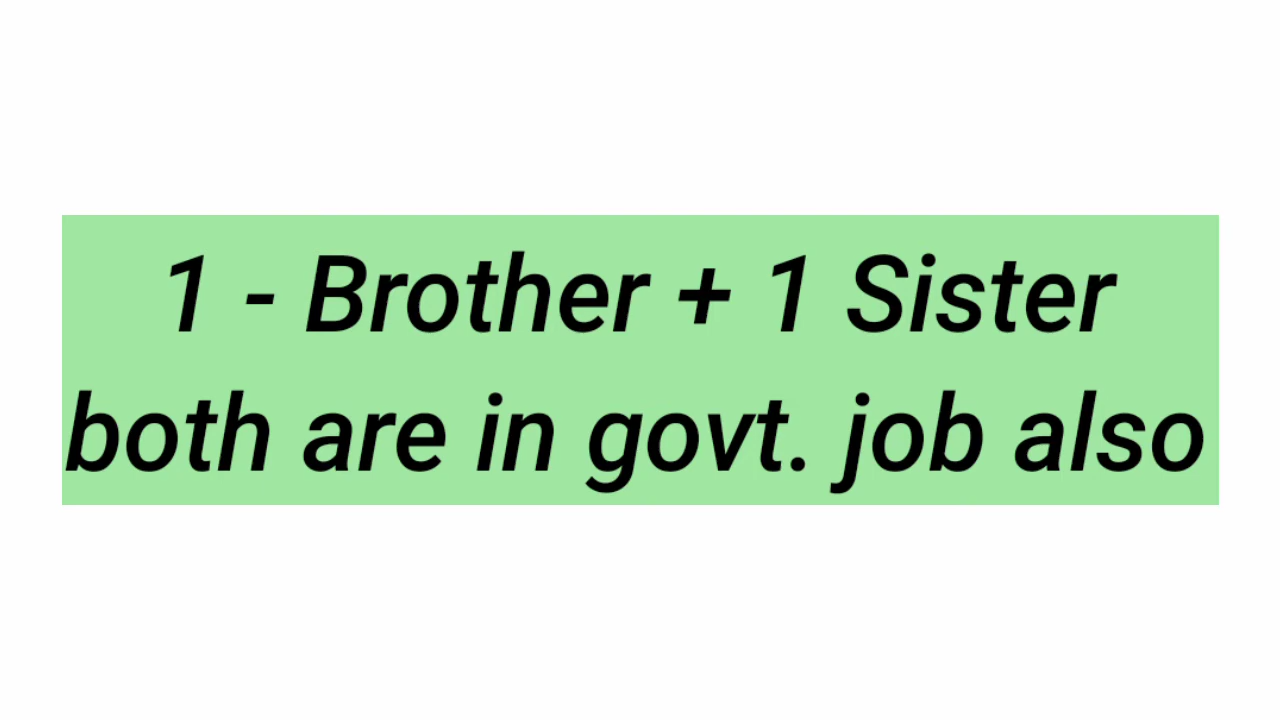 1 - Brother + 1 Sister
both are in govt. job also